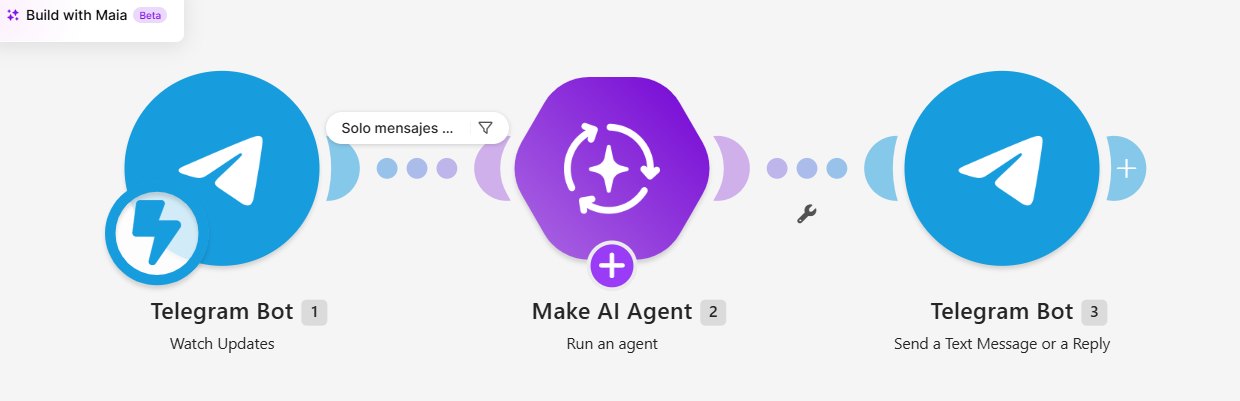 Build with Maia Beta
Solo mensajes ...
Telegram Bot 1
Watch Updates
Make AI Agent 2
Run an agent
Telegram Bot 3
Send a Text Message or a Reply